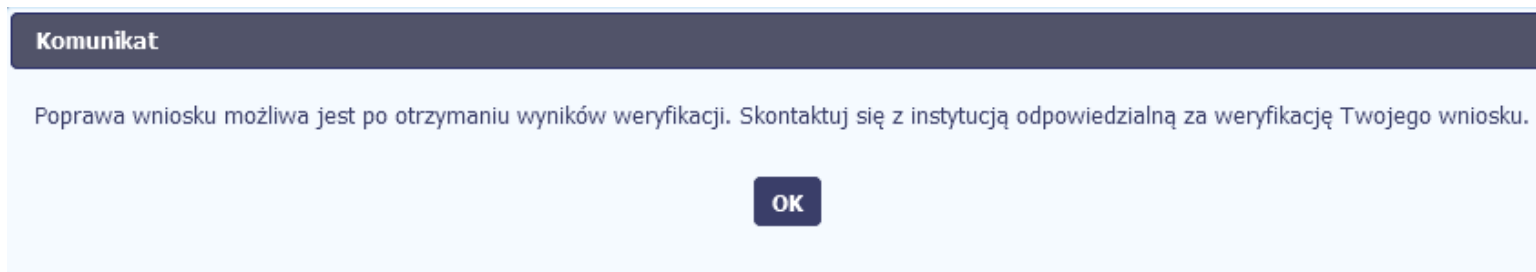 Komunikat
Poprawa wniosku możliwa jest po otrzymaniu wyników weryfikacji. Skontaktuj się z instytucją odpowiedzialną za weryfikację Twojego wniosku.
OK